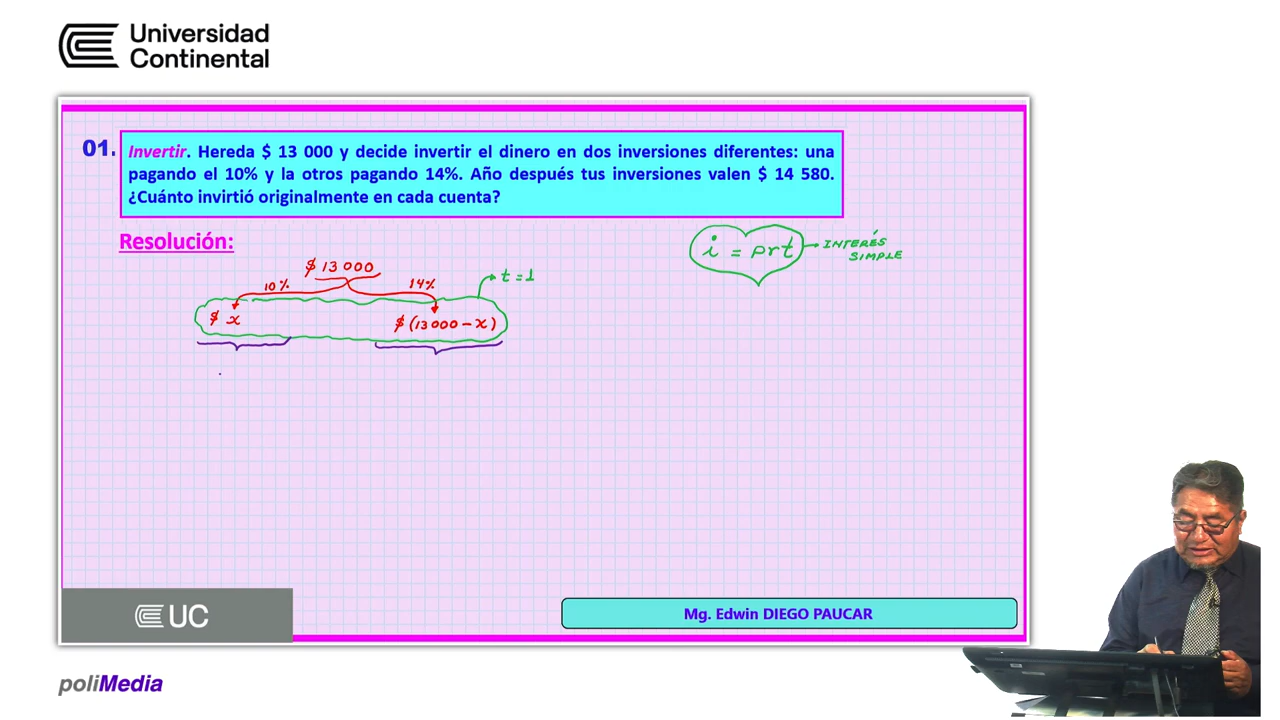 Universidad
Continental
01.
Invertir. Hereda $ 13 000 y decide invertir el dinero en dos inversiones diferentes: una
pagando el 10% y la otros pagando 14%. Año después tus inversiones valen $ 14 580.
¿Cuánto invirtió originalmente en cada cuenta?
Resolución:
i = prt → INTERÉS
SIMPLE
$ 13 000
10% 14% t = 1
$ x $ (13 000 - x)
UC
Mg. Edwin DIEGO PAUCAR
poliMedia